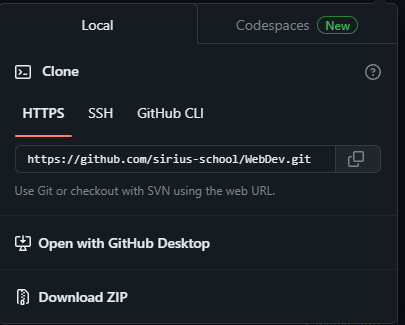 Local
Codespaces New
Clone
HTTPS SSH GitHub CLI
https://github.com/sirius-school/WebDev.git
Use Git or checkout with SVN using the web URL.
Open with GitHub Desktop
Download ZIP